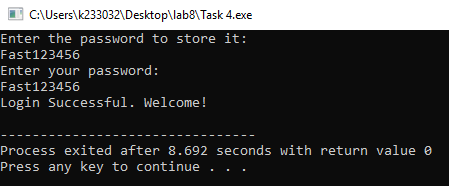 C:\Users\k233032\Desktop\lab8\Task 4.exe
Enter the password to store it:
Fast123456
Enter your password:
Fast123456
Login Successful. Welcome!
--------------------------------
Process exited after 8.692 seconds with return value 0
Press any key to continue . . .